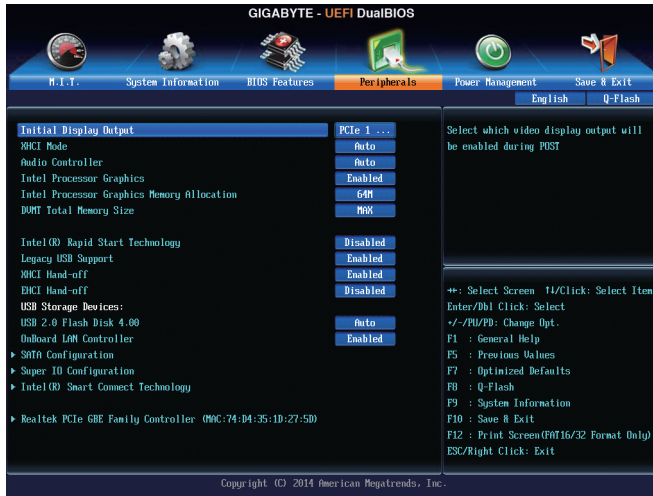 GIGABYTE - UEFI DualBIOS
M.I.T. System Information BIOS Features Peripherals Power Management Save & Exit
English Q-Flash
Initial Display Output PCIe 1 ...
XHCI Mode Auto
Audio Controller Auto
Intel Processor Graphics Enabled
Intel Processor Graphics Memory Allocation 64M
DVMT Total Memory Size MAX
Intel(R) Rapid Start Technology Disabled
Legacy USB Support Enabled
XHCI Hand-off Enabled
EHCI Hand-off Disabled
USB Storage Devices:
USB 2.0 Flash Disk 4.00 Auto
OnBoard LAN Controller Enabled
SATA Configuration
Super IO Configuration
Intel(R) Smart Connect Technology
Realtek PCIe GBE Family Controller (MAC:74:D4:35:1D:27:5D)
Select which video display output will
be enabled during POST
→←: Select Screen ↑↓/Click: Select Item
Enter/Dbl Click: Select
+/-/PU/PD: Change Opt.
F1 : General Help
F5 : Previous Values
F7 : Optimized Defaults
F8 : Q-Flash
F9 : System Information
F10 : Save & Exit
F12 : Print Screen(FAT16/32 Format Only)
ESC/Right Click: Exit
Copyright (C) 2014 American Megatrends, Inc.